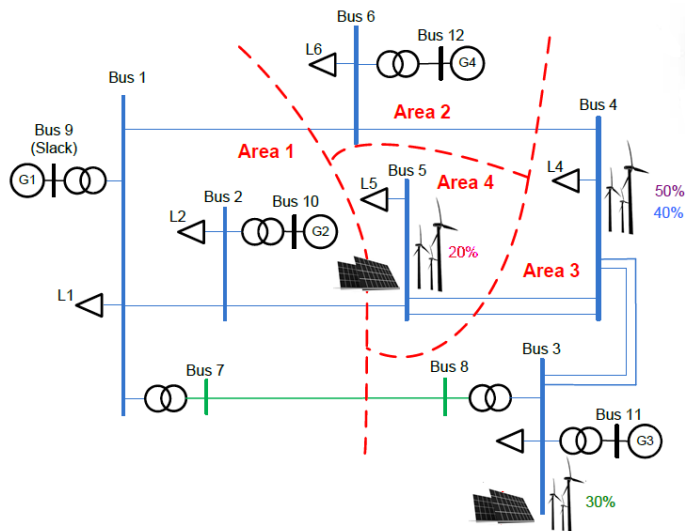 Bus 6
L6
Bus 12
G4
Bus 1
Area 2
Bus 4
Bus 9
(Slack)
G1
Area 1
L4
50%
40%
Bus 5
L5
Area 4
Bus 2
Bus 10
L2
G2
20%
Area 3
L1
Bus 7
Bus 8
Bus 3
Bus 11
G3
30%